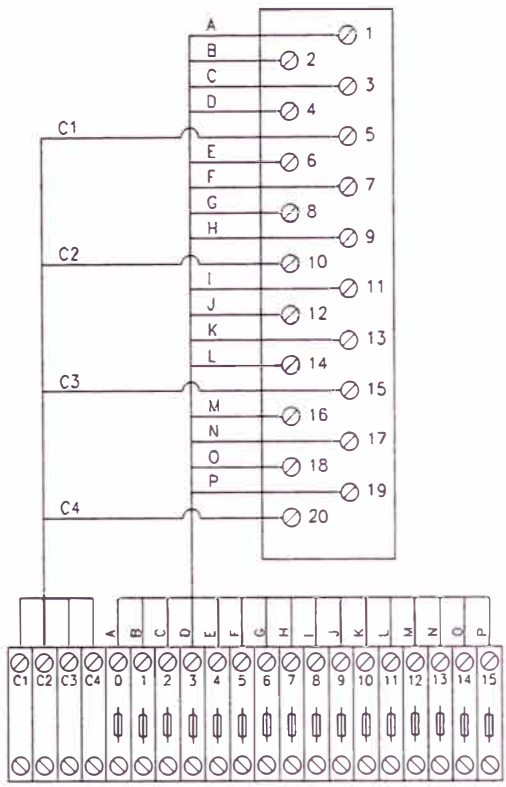 A 1
B 2
C 3
D 4
C1 5
E 6
F 7
G 8
H 9
C2 10
I 11
J 12
K 13
L 14
C3 15
M 16
N 17
O 18
P 19
C4 20
A B C D E F G H I J K L M N O P
C1 C2 C3 C4 0 1 2 3 4 5 6 7 8 9 10 11 12 13 14 15